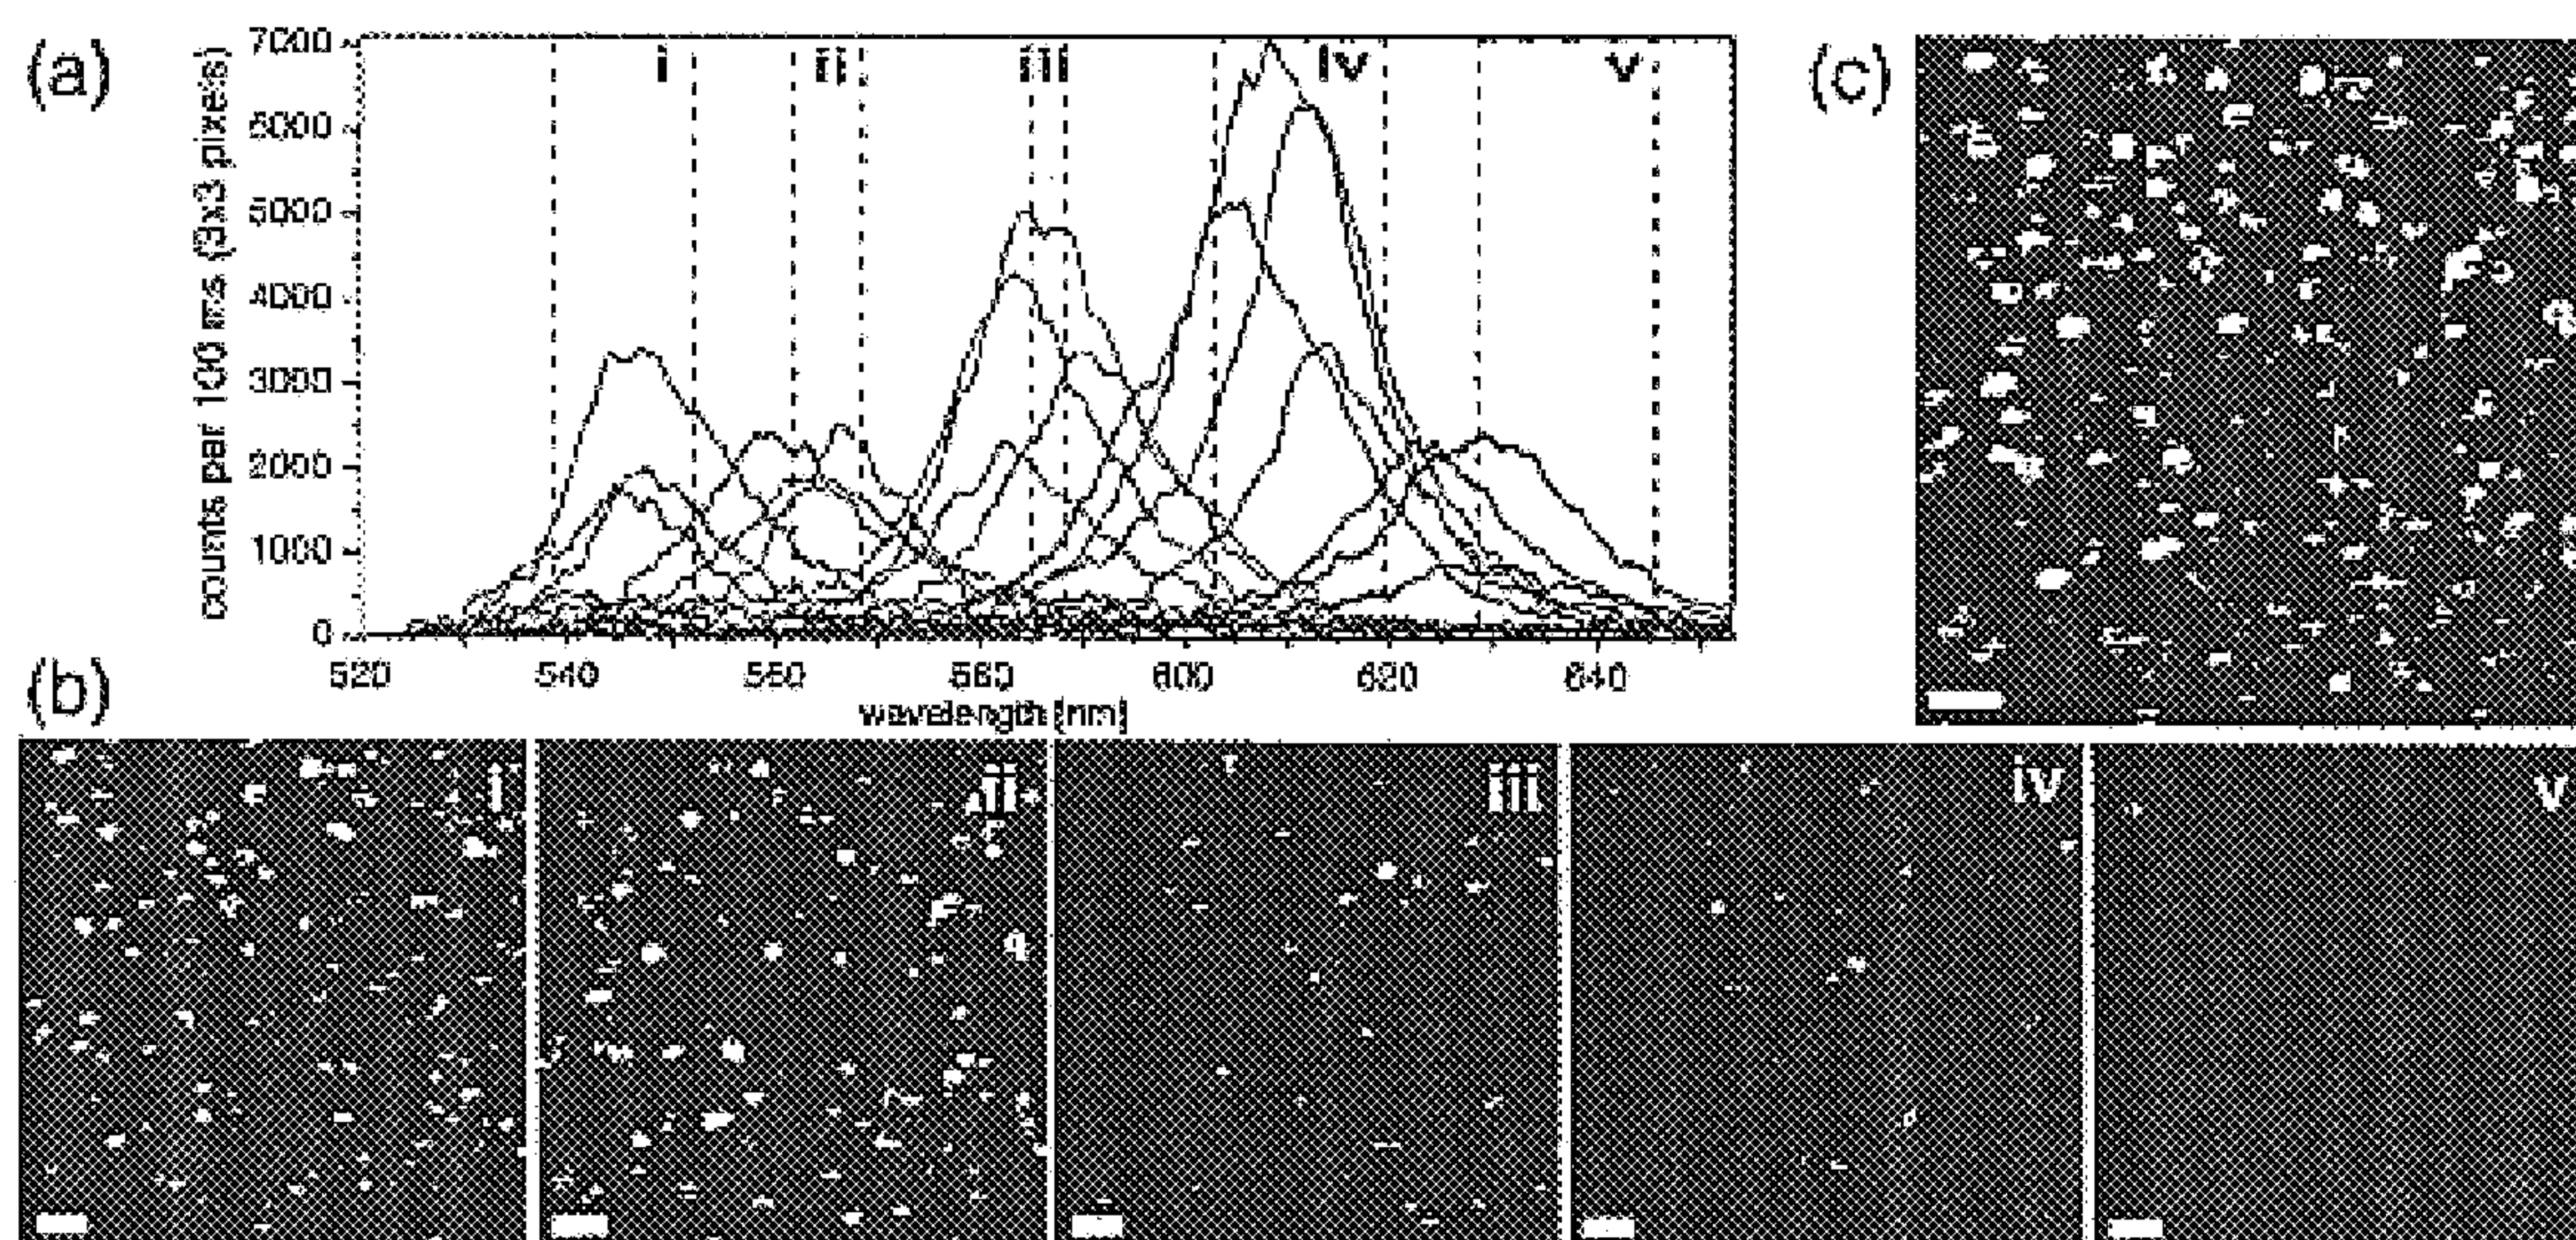 (a)
i ii iii iv v
counts per 100 ms (3x3 pixels)
7000
6000
5000
4000
3000
2000
1000
0
520 540 560 580 600 620 640
wavelength [nm]
(c)
(b)
i ii iii iv v